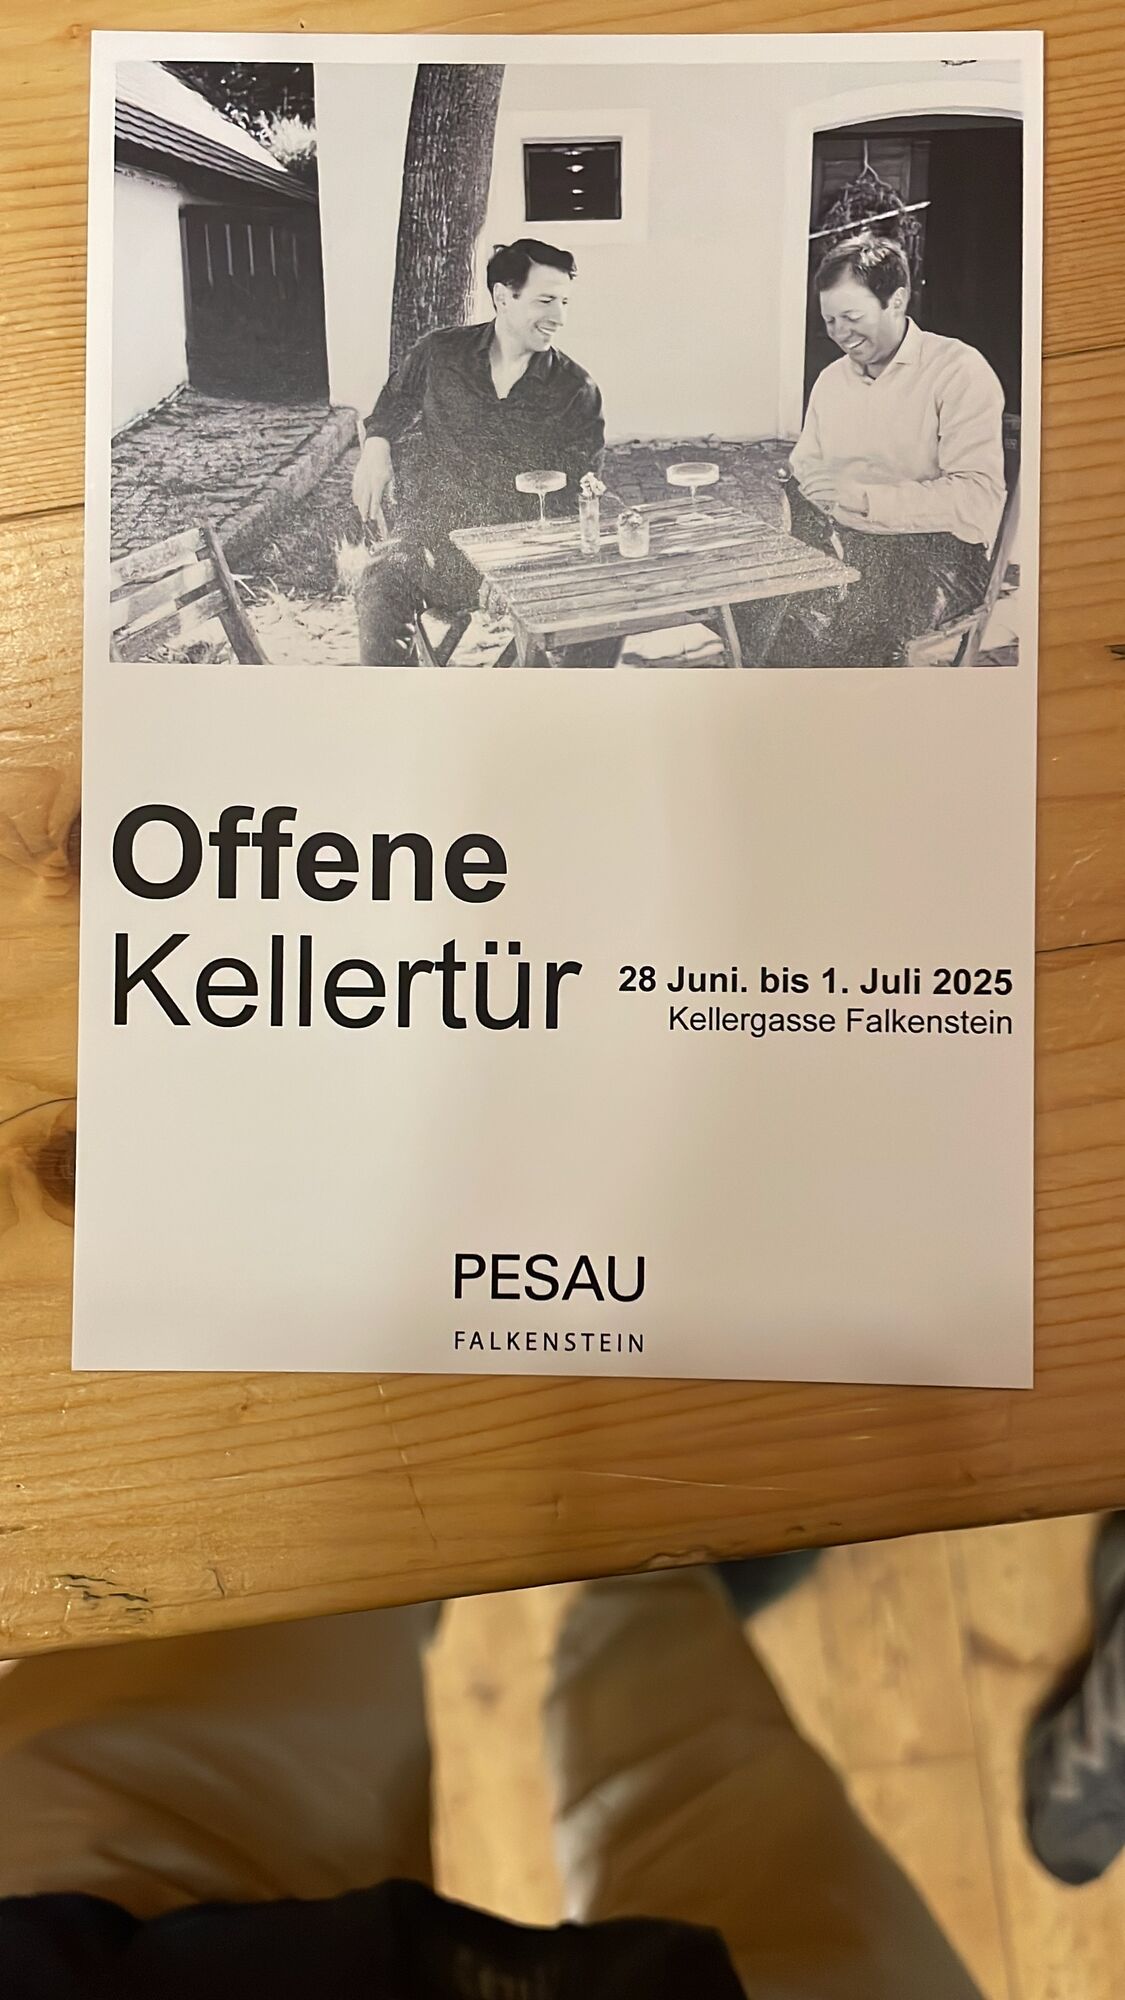 Offene
Kellertür
28 Juni. bis 1. Juli 2025
Kellergasse Falkenstein
PESAU
FALKENSTEIN